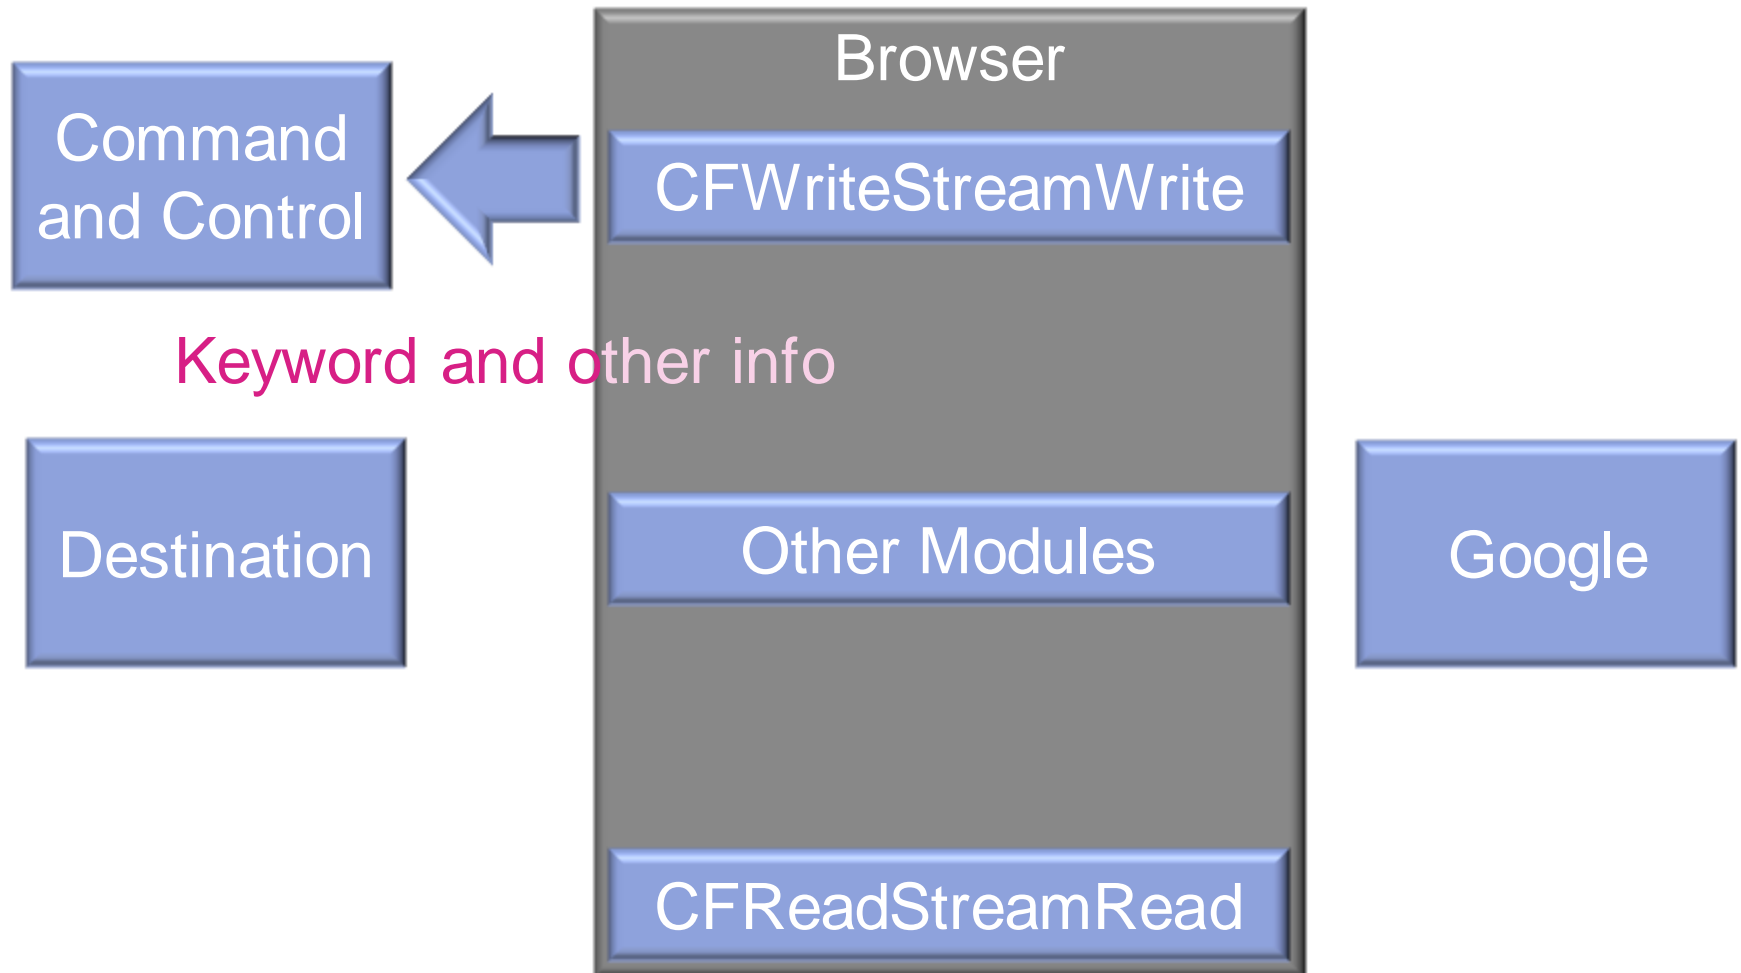 Browser
Command
and Control
CFWriteStreamWrite
Keyword and other info
Destination
Other Modules
Google
CFReadStreamRead